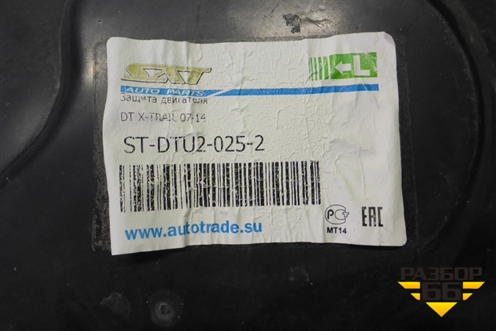 SAT
AUTO PARTS
L
защита двигателя
DT X-TRAIL 07-14
ST-DTU2-025-2
www.autotrade.su
РС
МТ14
EAC
РАЗБОР
66